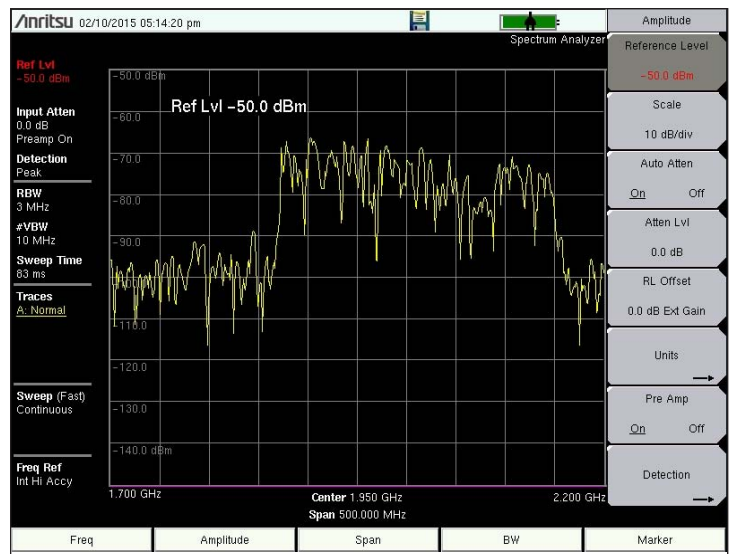 Anritsu 02/10/2015 05:14:20 pm
Spectrum Analyzer
Ref Lvl
-50.0 dBm
Input Atten
0.0 dB
Preamp On
Detection
Peak
RBW
3 MHz
#VBW
10 MHz
Sweep Time
83 ms
Traces
A: Normal
Sweep (Fast)
Continuous
Freq Ref
Int Hi Accy
-50.0 dBm
Ref Lvl -50.0 dBm
-60.0
-70.0
-80.0
-90.0
-110.0
-120.0
-130.0
-140.0 dBm
1.700 GHz
Center 1.950 GHz
2.200 GHz
Span 500.000 MHz
Amplitude
Reference Level
-50.0 dBm
Scale
10 dB/div
Auto Atten
On Off
Atten Lvl
0.0 dB
RL Offset
0.0 dB Ext Gain
Units
Pre Amp
On Off
Detection
Freq Amplitude Span BW Marker